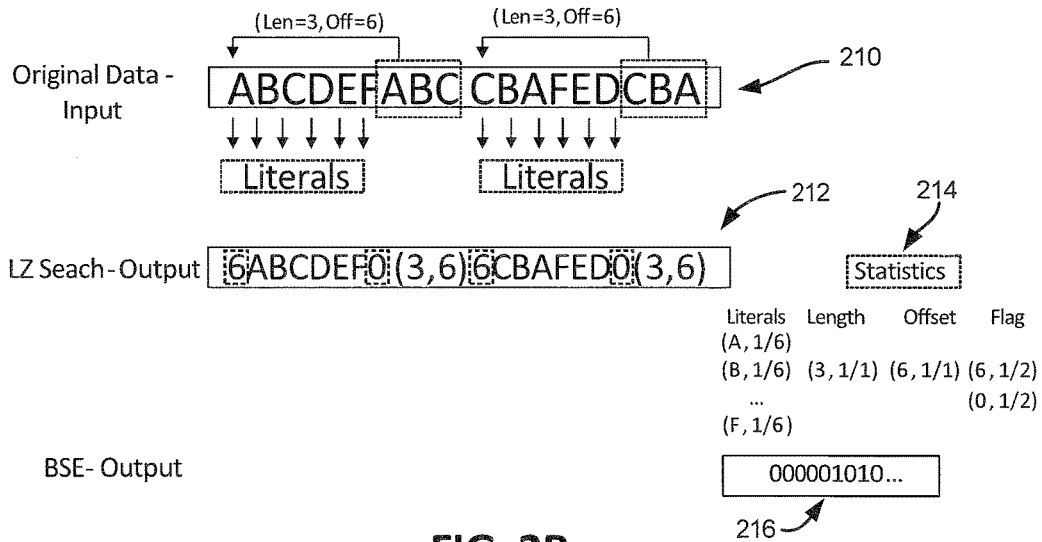 (Len=3,Off=6) (Len=3,Off=6)
210
Original Data -
Input
ABCDEFABC CBAFEDCBA
Literals Literals
212 214
LZ Seach-Output 6ABCDEF0(3,6)6CBAFED0(3,6) Statistics
Literals Length Offset Flag
(A, 1/6)
(B, 1/6) (3, 1/1) (6, 1/1) (6, 1/2)
... (0, 1/2)
(F, 1/6)
BSE- Output 000001010...
216
FIG. 2B